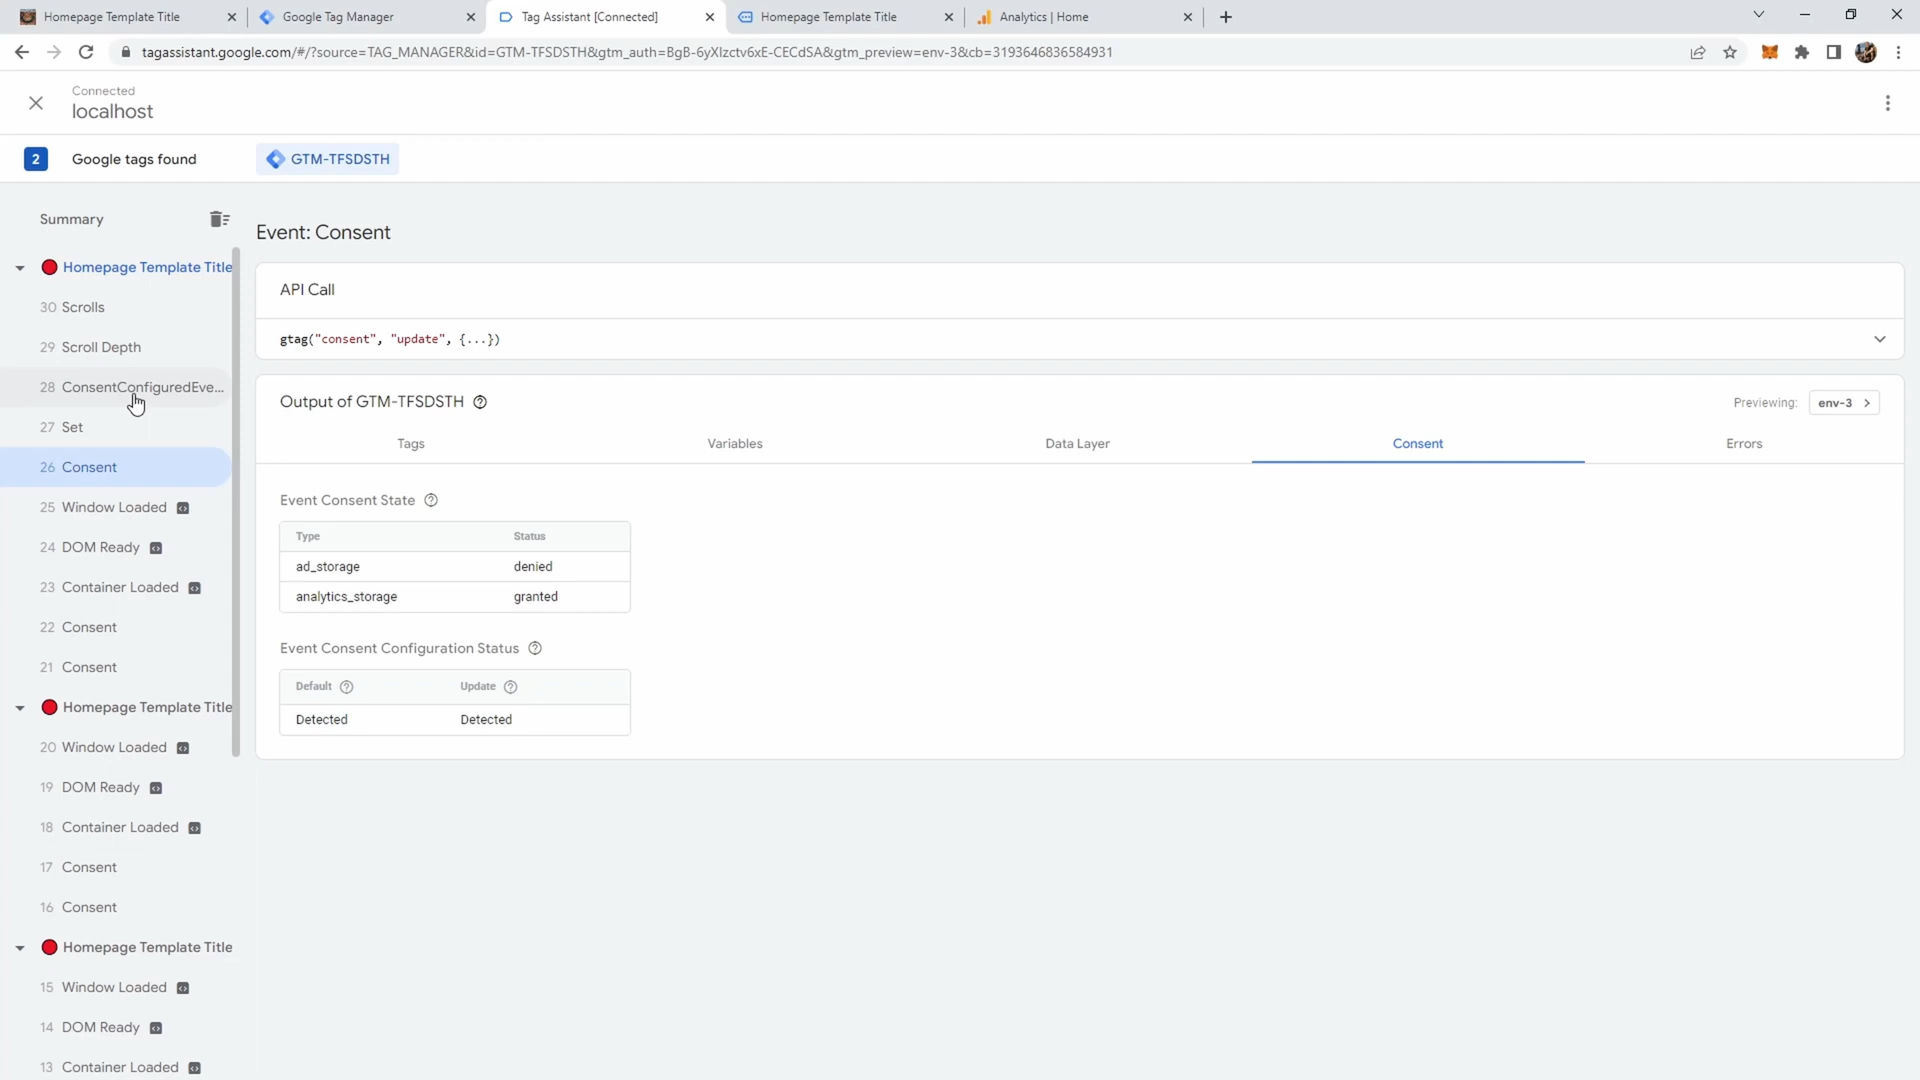 Homepage Template Title
Google Tag Manager
Tag Assistant [Connected]
Homepage Template Title
Analytics | Home
tagassistant.google.com/#/?source=TAG_MANAGER&id=GTM-TFSDSTH&gtm_auth=BgB-6yXIzctv6xE-CECdSA&gtm_preview=env-3&cb=3193646836584931
Connected
localhost
2
Google tags found
GTM-TFSDSTH
Summary
Homepage Template Title
30 Scrolls
29 Scroll Depth
28 ConsentConfiguredEve...
27 Set
26 Consent
25 Window Loaded
24 DOM Ready
23 Container Loaded
22 Consent
21 Consent
Homepage Template Title
20 Window Loaded
19 DOM Ready
18 Container Loaded
17 Consent
16 Consent
Homepage Template Title
15 Window Loaded
14 DOM Ready
13 Container Loaded
Event: Consent
API Call
gtag("consent", "update", {...})
Output of GTM-TFSDSTH
Previewing:
env-3
Tags
Variables
Data Layer
Consent
Errors
Event Consent State
Type Status
ad_storage denied
analytics_storage granted
Event Consent Configuration Status
Default Update
Detected Detected